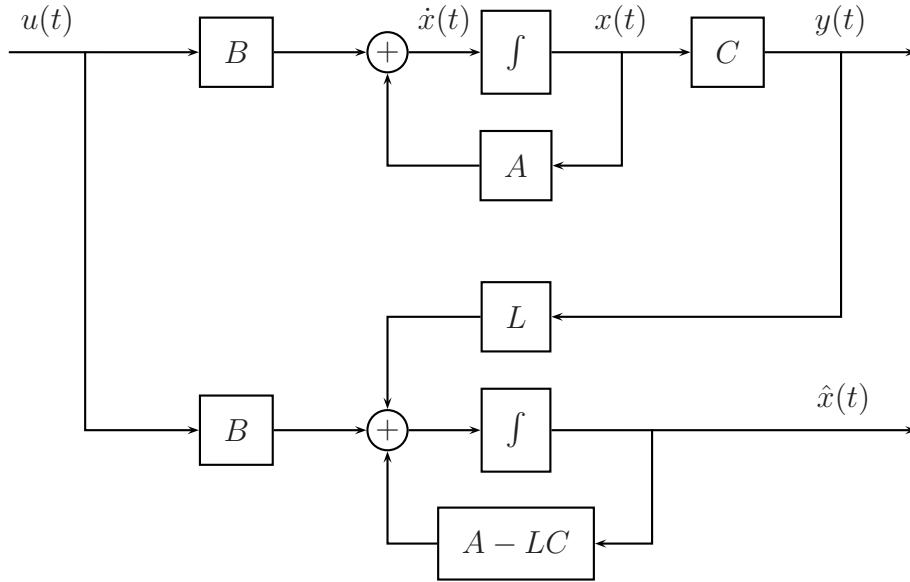 u(t)
B
+
ẋ(t)
∫
x(t)
C
y(t)
A
L
B
+
∫
x̂(t)
A − LC